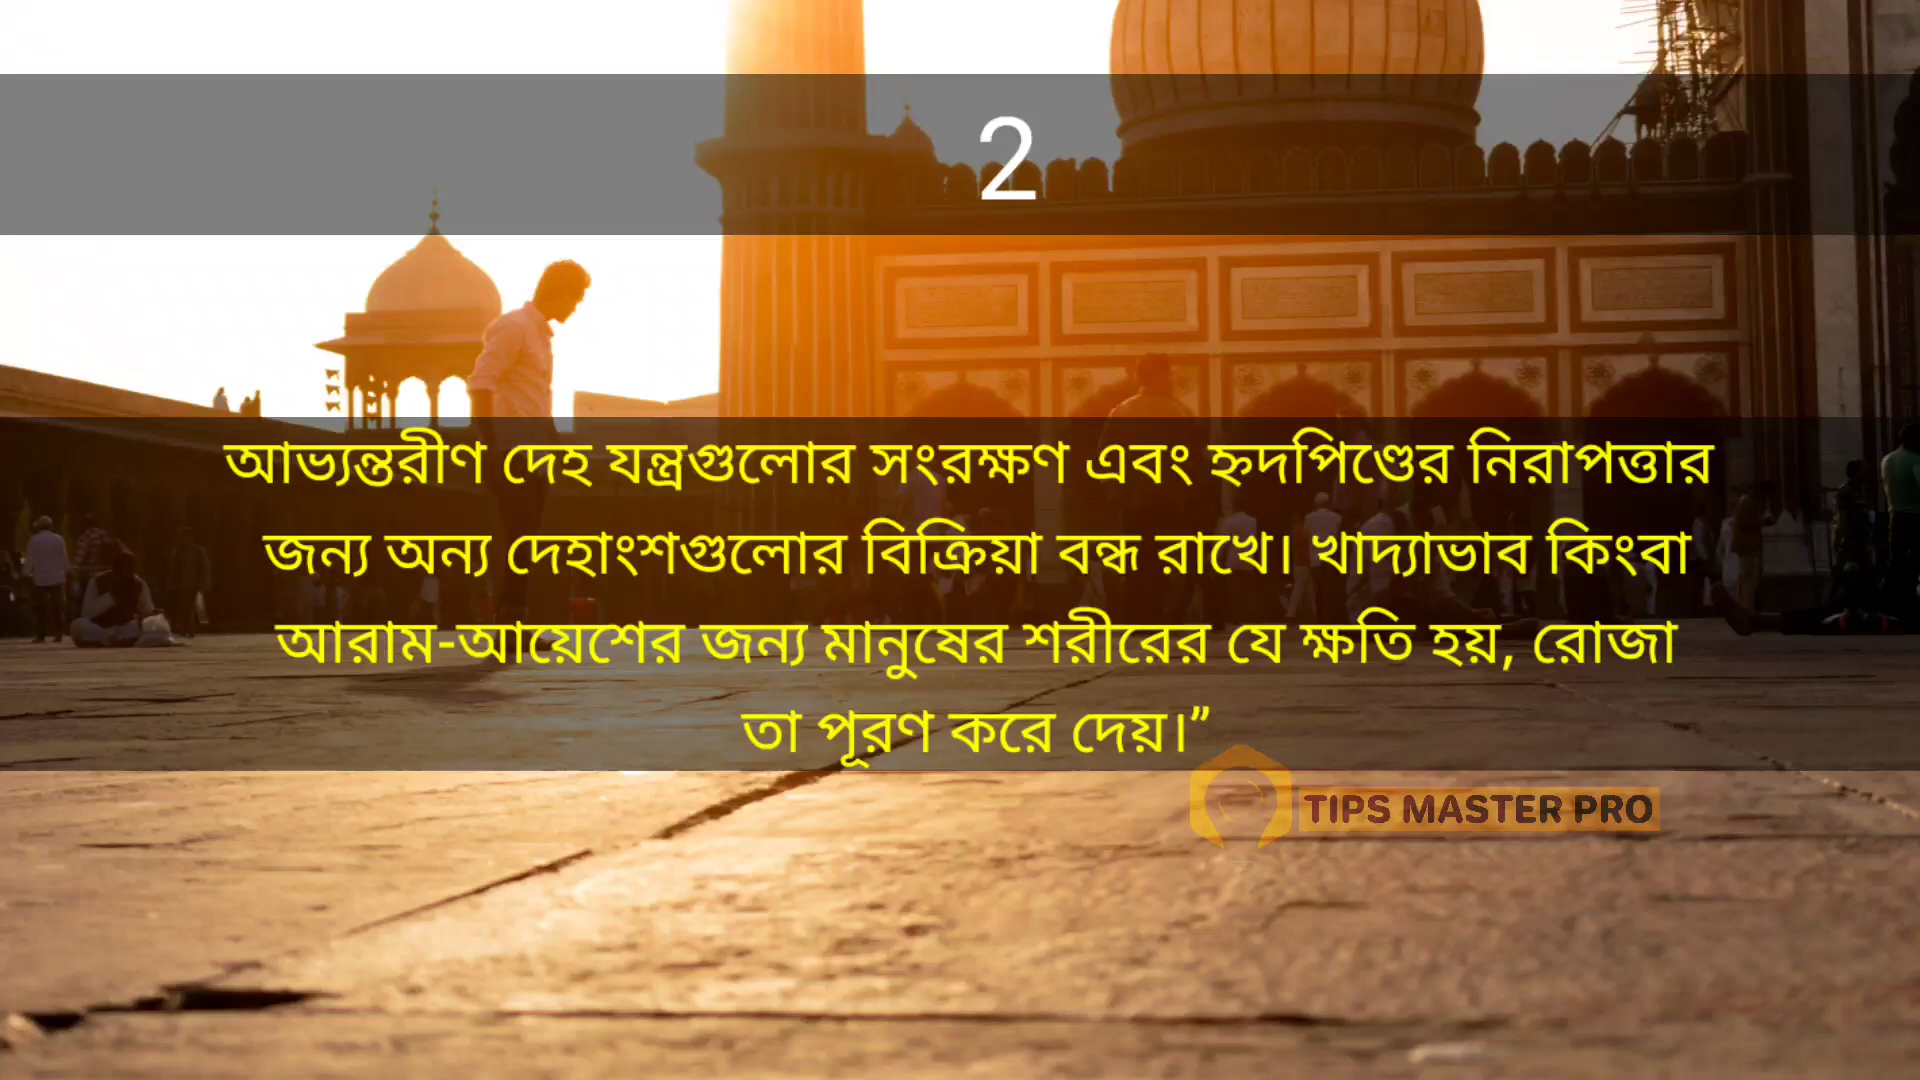 2
আভ্যন্তরীণ দেহ যন্ত্রগুলোর সংরক্ষণ এবং হৃদপিণ্ডের নিরাপত্তার
জন্য অন্য দেহাংশগুলোর বিক্রিয়া বন্ধ রাখে। খাদ্যাভাব কিংবা
আরাম-আয়েশের জন্য মানুষের শরীরের যে ক্ষতি হয়, রোজা
তা পূরণ করে দেয়।”
TIPS MASTER PRO